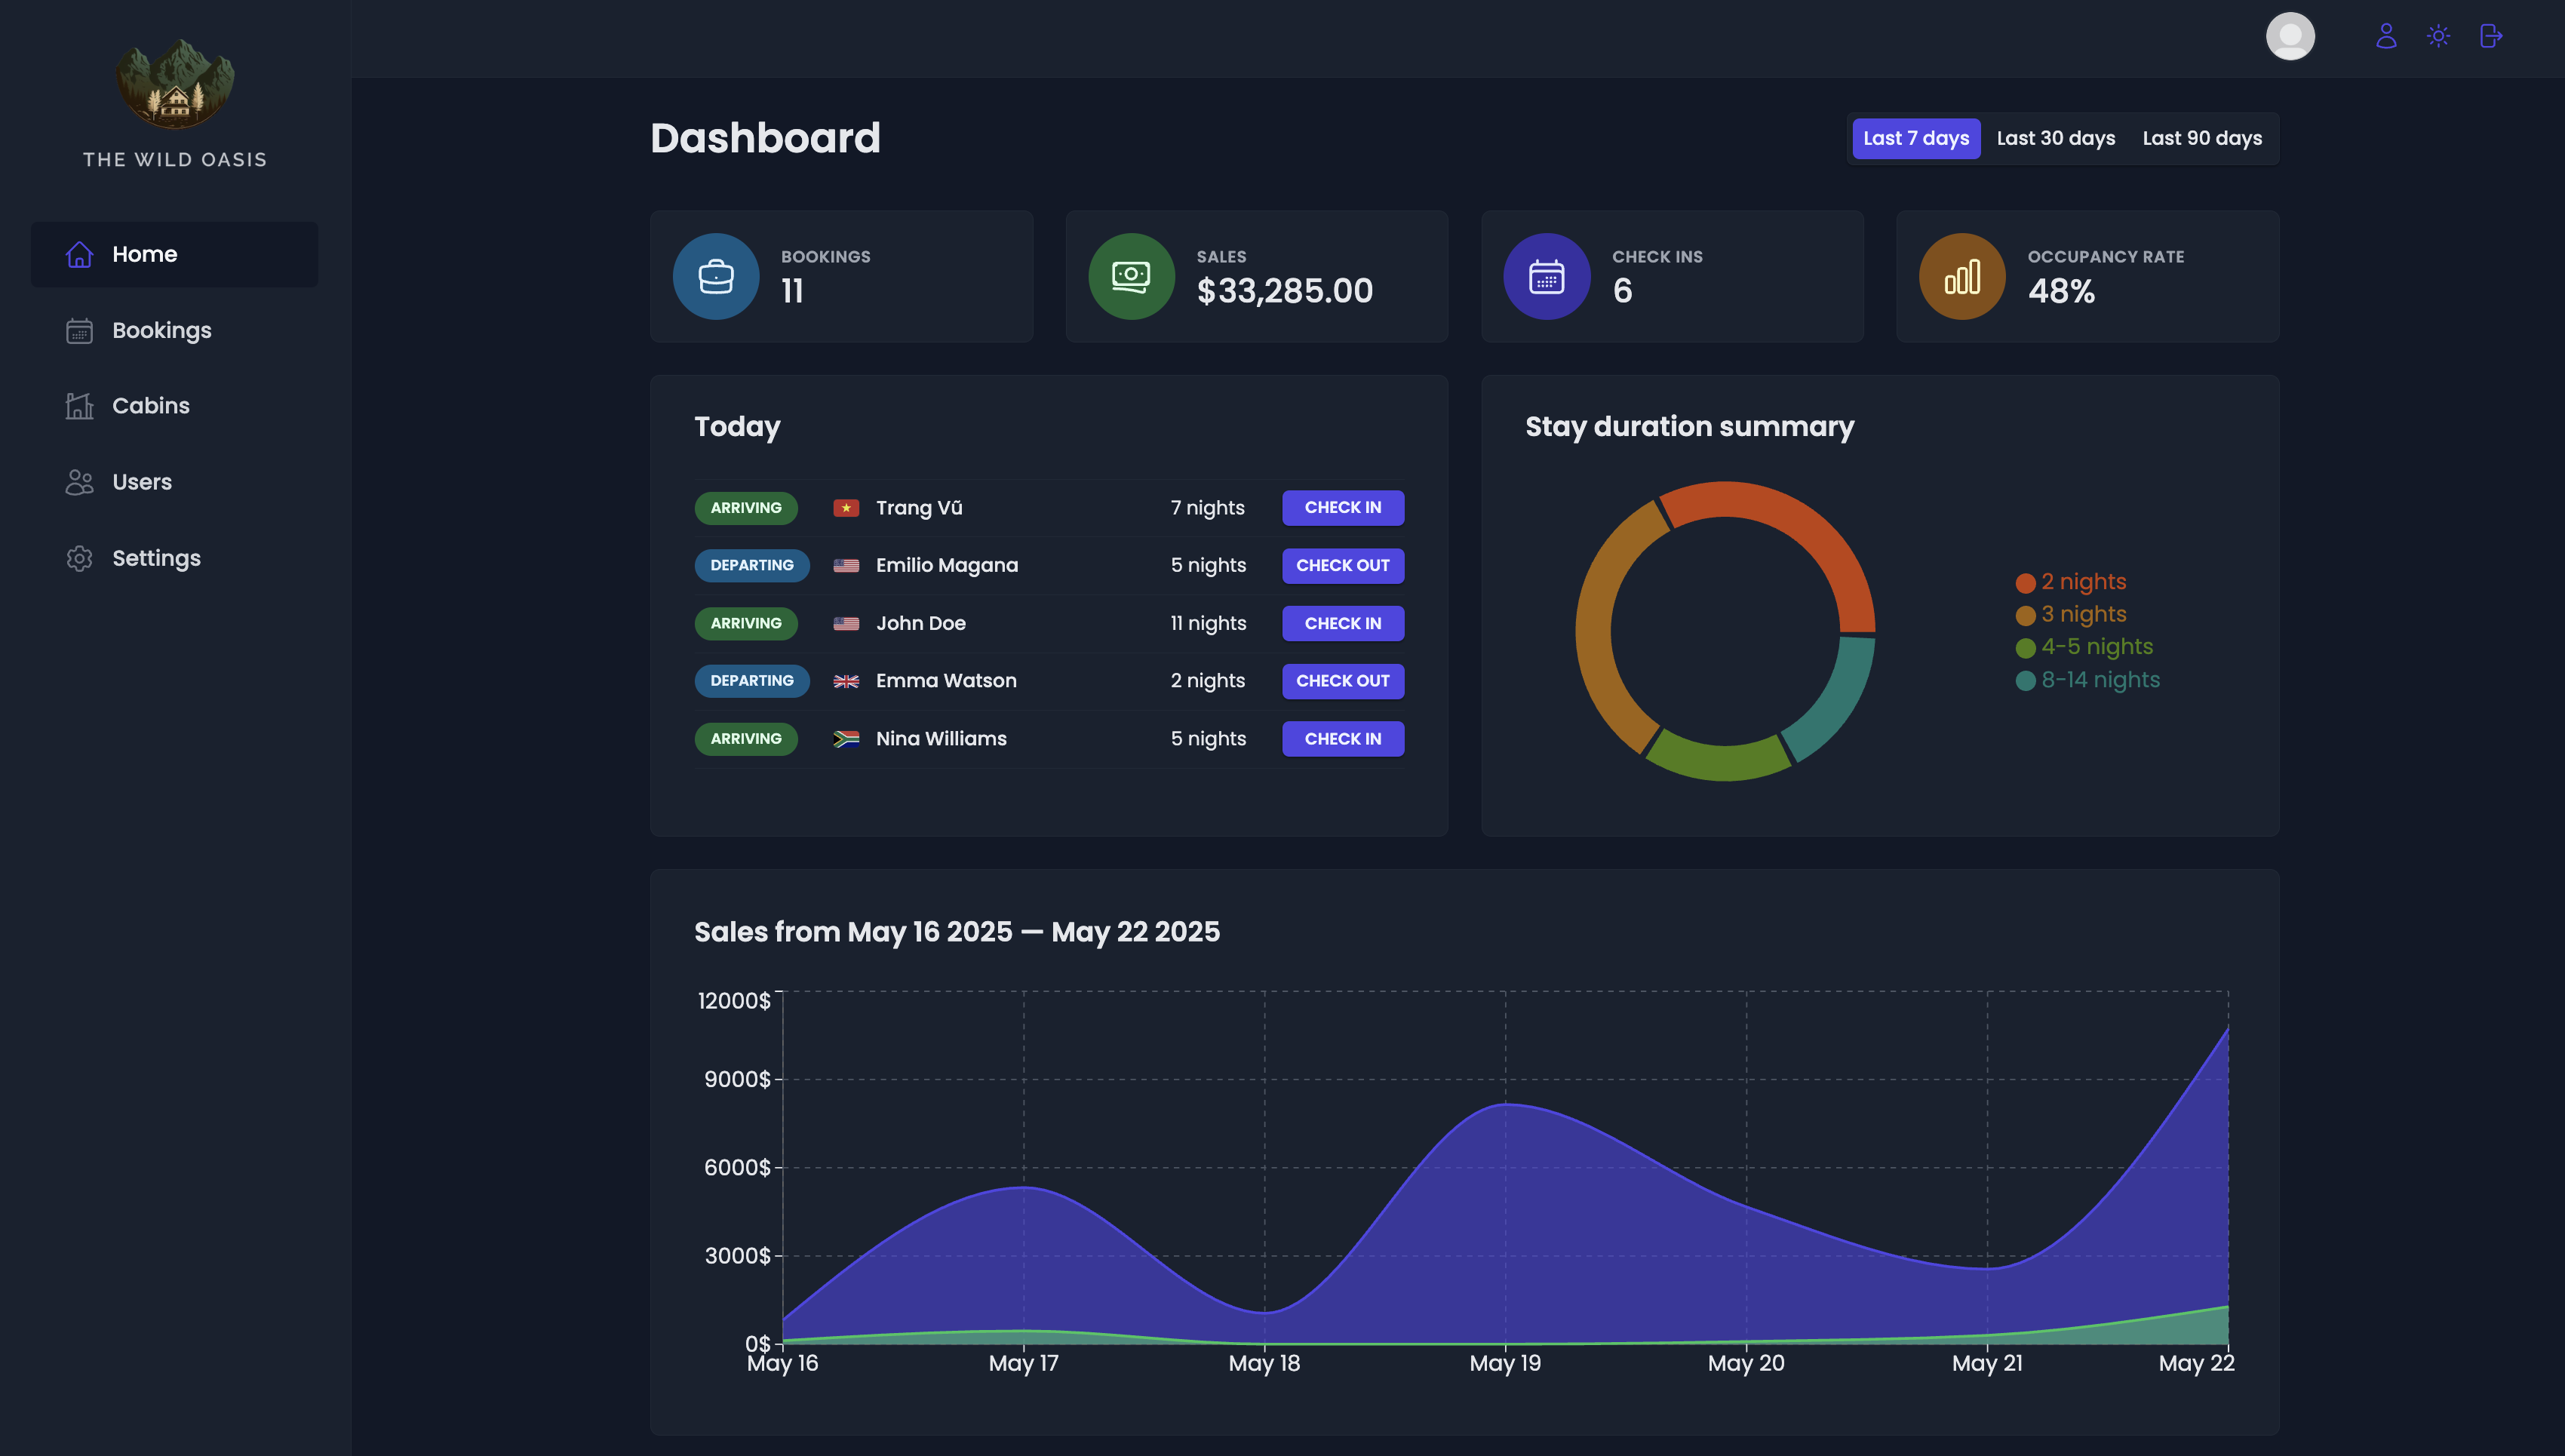 THE WILD OASIS
Home
Bookings
Cabins
Users
Settings
Dashboard
Last 7 days Last 30 days Last 90 days
BOOKINGS
11
SALES
$33,285.00
CHECK INS
6
OCCUPANCY RATE
48%
Today
ARRIVING Trang Vũ 7 nights CHECK IN
DEPARTING Emilio Magana 5 nights CHECK OUT
ARRIVING John Doe 11 nights CHECK IN
DEPARTING Emma Watson 2 nights CHECK OUT
ARRIVING Nina Williams 5 nights CHECK IN
Stay duration summary
2 nights
3 nights
4-5 nights
8-14 nights
Sales from May 16 2025 — May 22 2025
12000$
9000$
6000$
3000$
0$
May 16 May 17 May 18 May 19 May 20 May 21 May 22